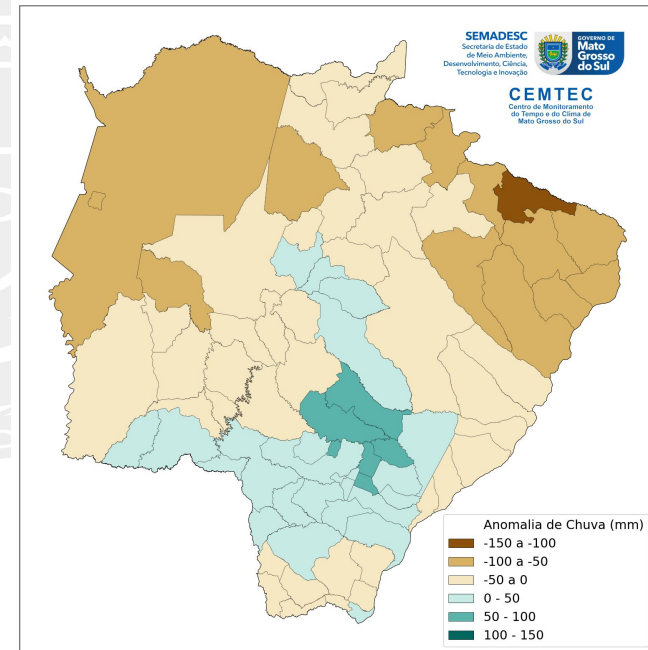 SEMADESC
Secretaria de Estado
de Meio Ambiente,
Desenvolvimento, Ciência,
Tecnologia e Inovação
GOVERNO DE
Mato
Grosso
do Sul
CEMTEC
Centro de Monitoramento
do Tempo e do Clima de
Mato Grosso do Sul
Anomalia de Chuva (mm)
-150 a -100
-100 a -50
-50 a 0
0 - 50
50 - 100
100 - 150